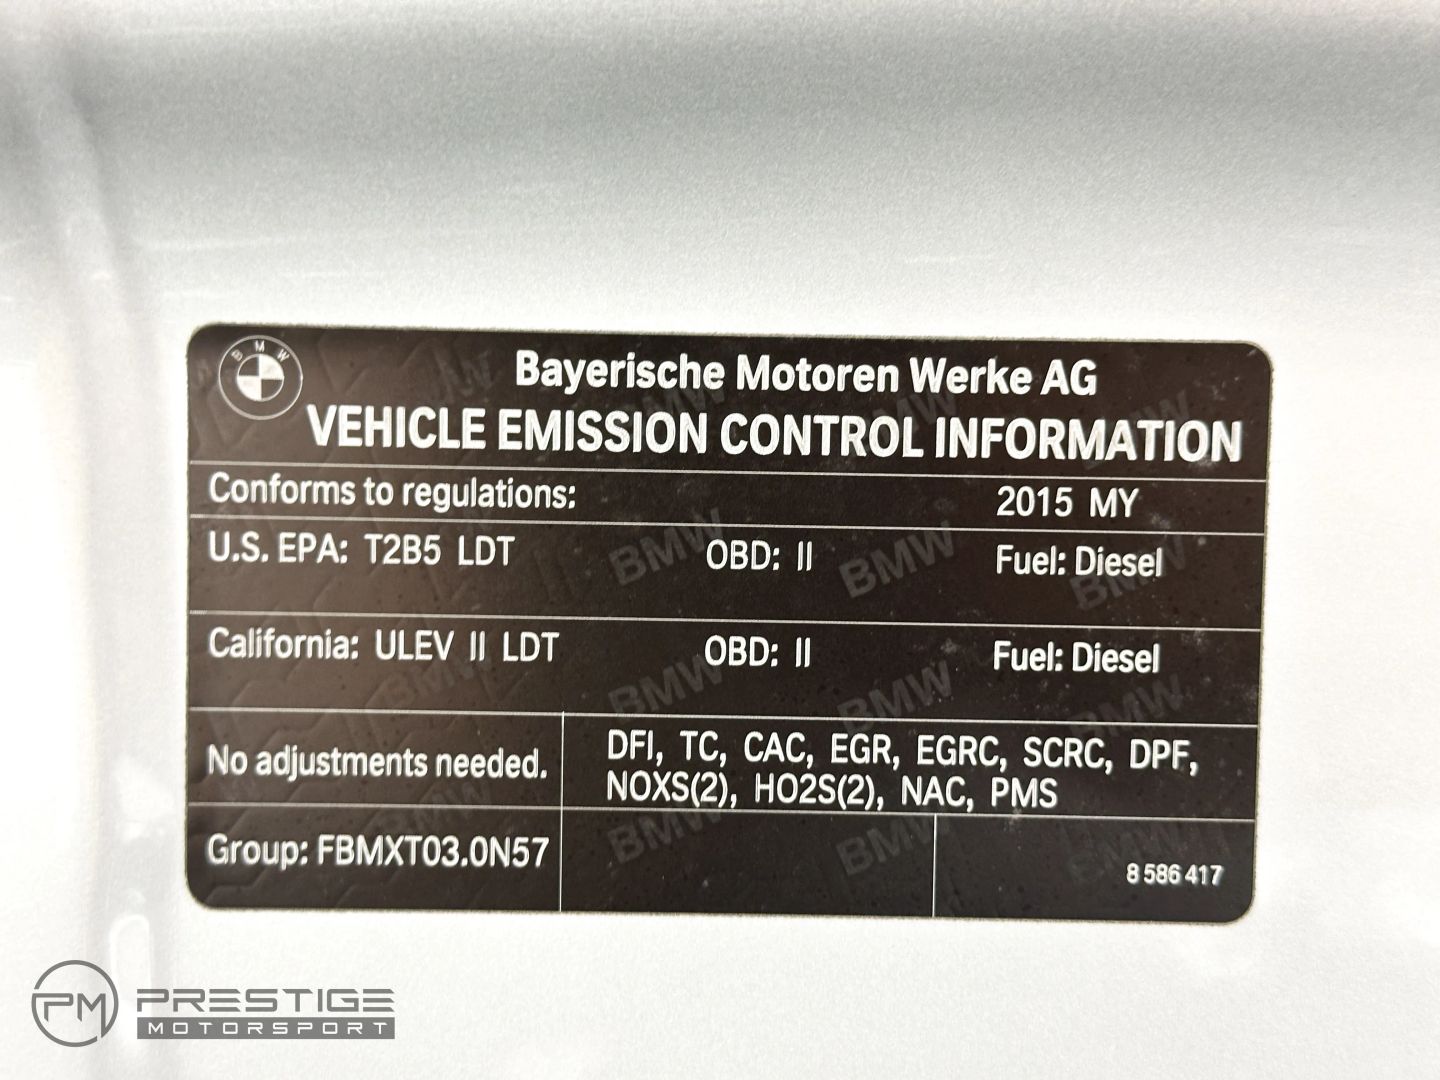 BMW
Bayerische Motoren Werke AG
VEHICLE EMISSION CONTROL INFORMATION
Conforms to regulations: 2015 MY
U.S. EPA: T2B5 LDT OBD: II Fuel: Diesel
California: ULEV II LDT OBD: II Fuel: Diesel
No adjustments needed.
DFI, TC, CAC, EGR, EGRC, SCRC, DPF,
NOXS(2), HO2S(2), NAC, PMS
Group: FBMXT03.0N57
8 586 417
PM PRESTIGE
MOTORSPORT